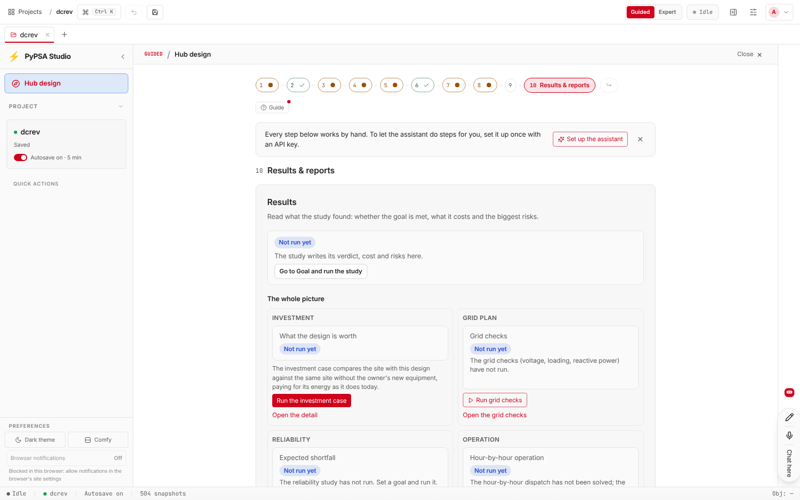 Projects / dcrev Ctrl K Guided Expert Idle A
dcrev
PyPSA Studio
GUIDED / Hub design Close
Hub design
1 2 3 4 5 6 7 8 9 10 Results & reports
PROJECT
Guide
dcrev
Saved
Autosave on · 5 min
Every step below works by hand. To let the assistant do steps for you, set it up once with
an API key.
Set up the assistant
QUICK ACTIONS
10 Results & reports
Results
Read what the study found: whether the goal is met, what it costs and the biggest risks.
Not run yet
The study writes its verdict, cost and risks here.
Go to Goal and run the study
The whole picture
INVESTMENT
What the design is worth
Not run yet
The investment case compares the site with this design
against the same site without the owner's new equipment,
paying for its energy as it does today.
Run the investment case
Open the detail
GRID PLAN
Grid checks
Not run yet
The grid checks (voltage, loading, reactive power)
have not run.
Run grid checks
Open the grid checks
RELIABILITY
Expected shortfall
Not run yet
The reliability study has not run. Set a goal and run it.
OPERATION
Hour-by-hour operation
Not run yet
The hour-by-hour dispatch has not been solved; the
PREFERENCES
Dark theme Comfy
Browser notifications Off
Blocked in this browser: allow notifications in the
browser's site settings
Chat here
Idle dcrev Autosave on 504 snapshots Obj: —